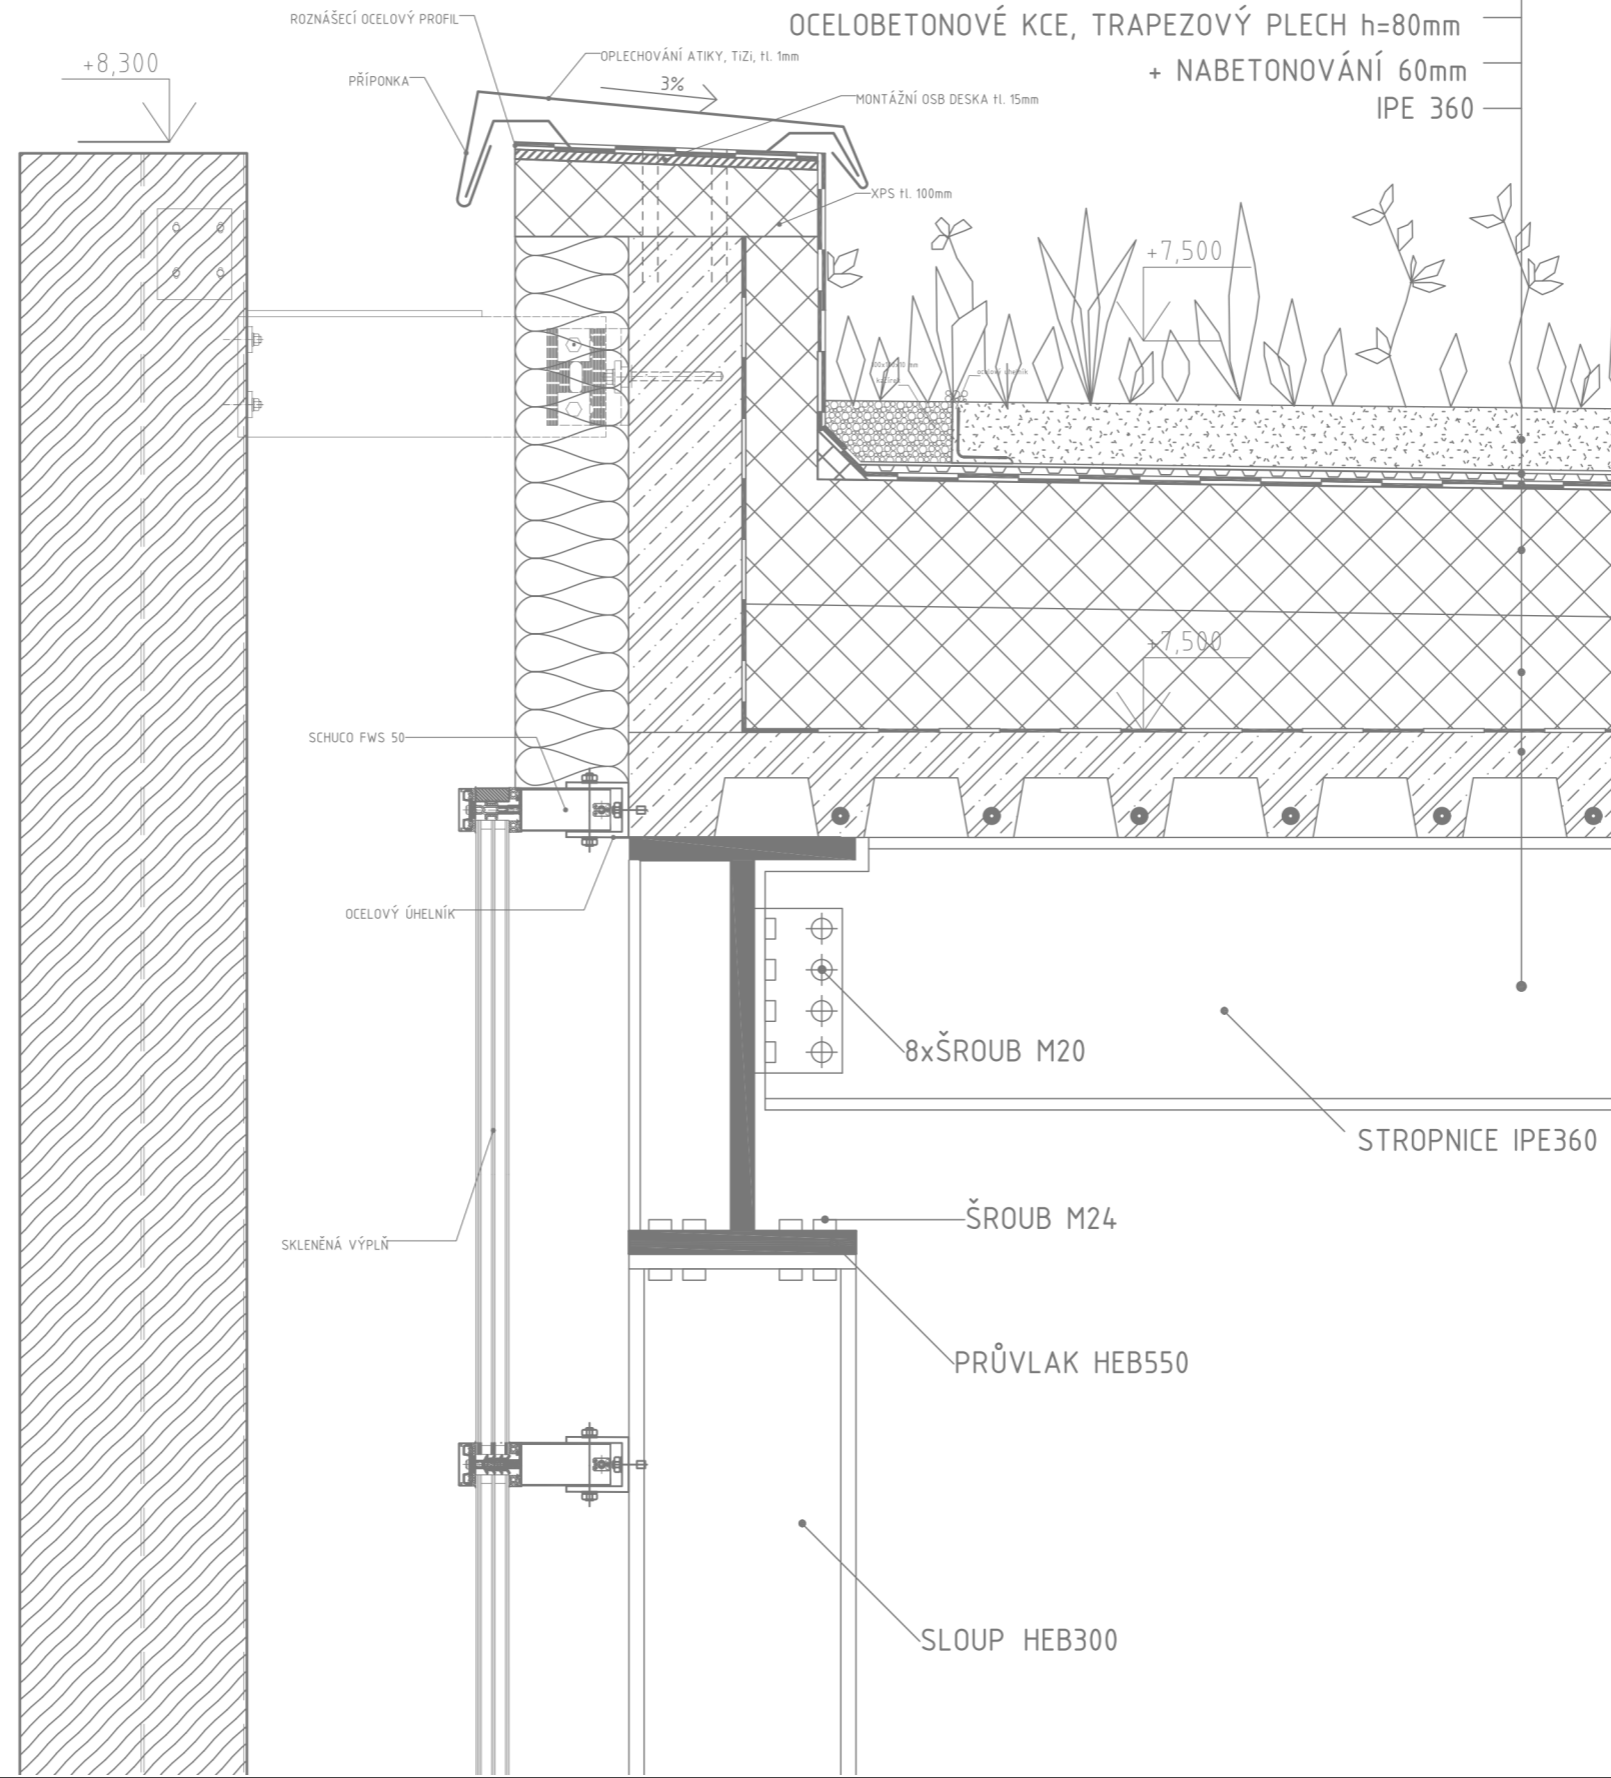 ROZNÁŠECÍ OCELOVÝ PROFIL
OCELOBETONOVÉ KCE, TRAPEZOVÝ PLECH h=80mm
+8,300
OPLECHOVÁNÍ ATIKY, TiZi, tl. 1mm
+ NABETONOVÁNÍ 60mm
PŘÍPONKA
3%
MONTÁŽNÍ OSB DESKA tl. 15mm
IPE 360
XPS tl. 100mm
+7,500
ocelový úhelník
+7,500
SCHUCO FWS 50
OCELOVÝ ÚHELNÍK
8xŠROUB M20
STROPNICE IPE360
ŠROUB M24
SKLENĚNÁ VÝPLŇ
PRŮVLAK HEB550
SLOUP HEB300